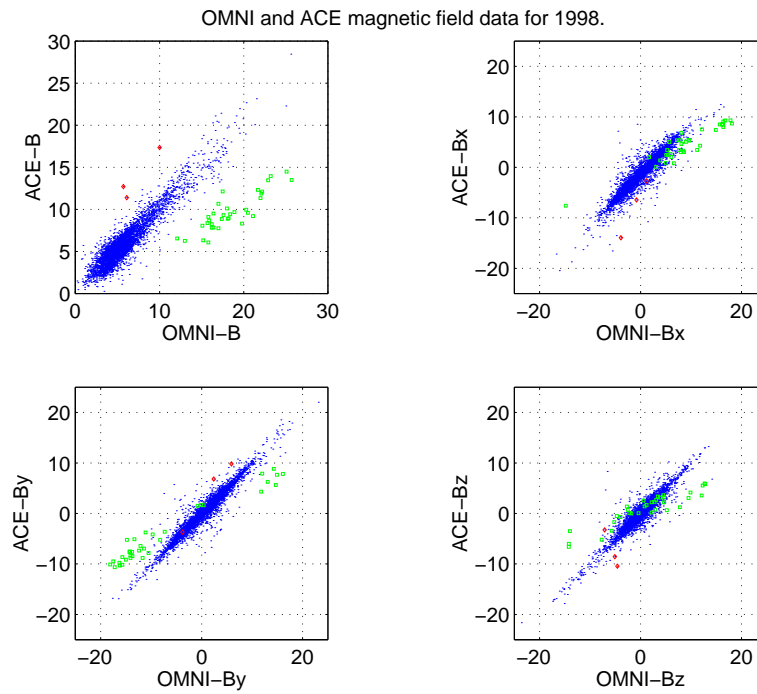 OMNI and ACE magnetic field data for 1998.
30
25
20
15
10
5
0
ACE−B
0 10 20 30
OMNI−B
20
10
0
−10
−20
ACE−Bx
−20 0 20
OMNI−Bx
20
10
0
−10
−20
ACE−By
−20 0 20
OMNI−By
20
10
0
−10
−20
ACE−Bz
−20 0 20
OMNI−Bz